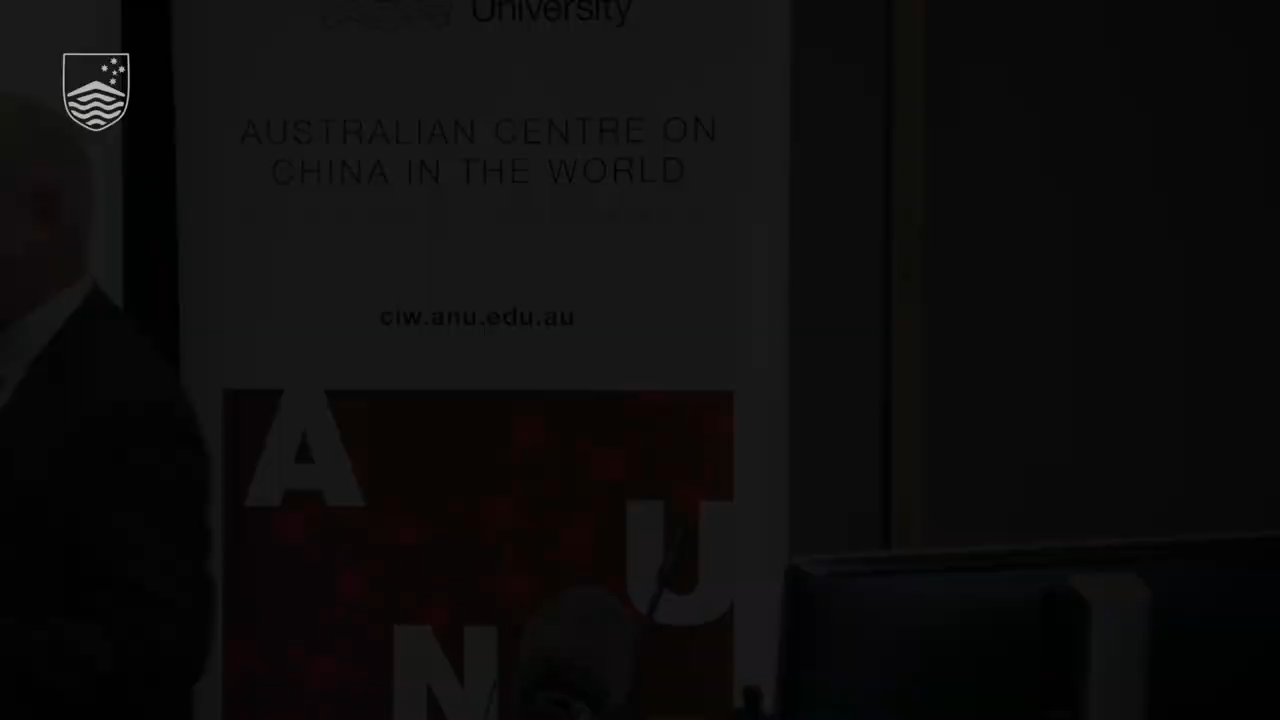 University
AUSTRALIAN CENTRE ON
CHINA IN THE WORLD
ciw.anu.edu.au
A
U
N